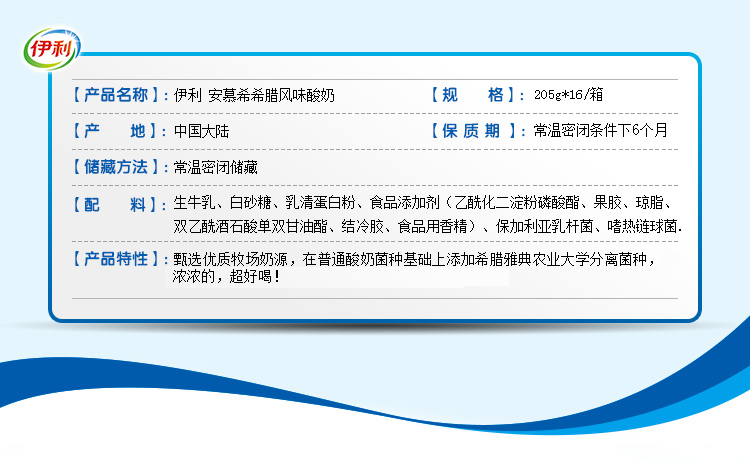 伊利
【产品名称】: 伊利 安慕希希腊风味酸奶 【规 格】: 205g*16/箱
【产 地】: 中国大陆 【保 质 期】: 常温密闭条件下6个月
【储藏方法】: 常温密闭储藏
【配 料】: 生牛乳、白砂糖、乳清蛋白粉、食品添加剂（乙酰化二淀粉磷酸酯、果胶、琼脂、
双乙酰酒石酸单双甘油酯、结冷胶、食品用香精）、保加利亚乳杆菌、嗜热链球菌.
【产品特性】: 甄选优质牧场奶源，在普通酸奶菌种基础上添加希腊雅典农业大学分离菌种，
浓浓的，超好喝！